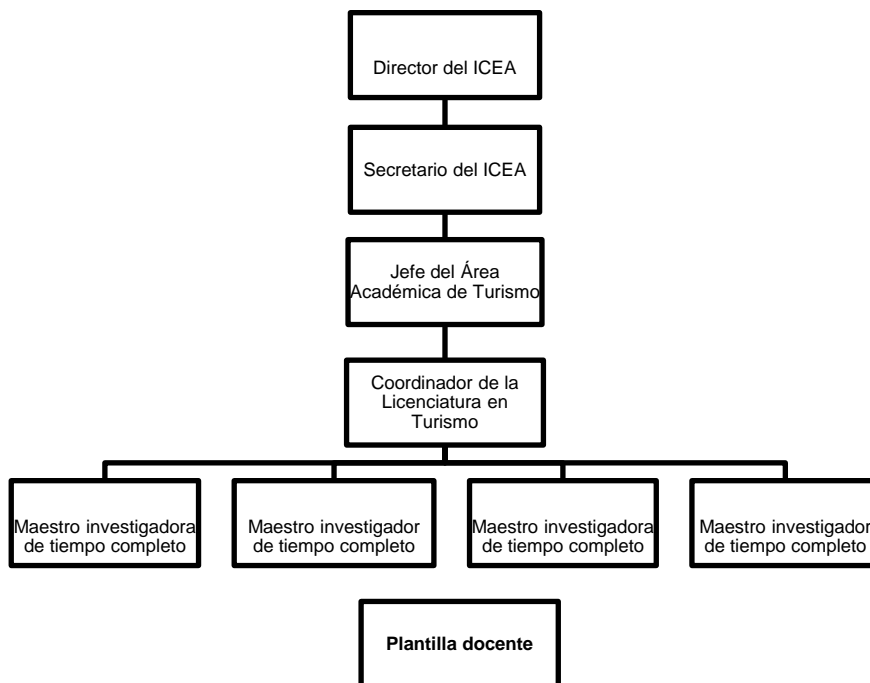 Director del ICEA
Secretario del ICEA
Jefe del Área
Académica de Turismo
Coordinador de la
Licenciatura en
Turismo
Maestro investigadora
de tiempo completo
Maestro investigador
de tiempo completo
Maestro investigadora
de tiempo completo
Maestro investigador
de tiempo completo
Plantilla docente